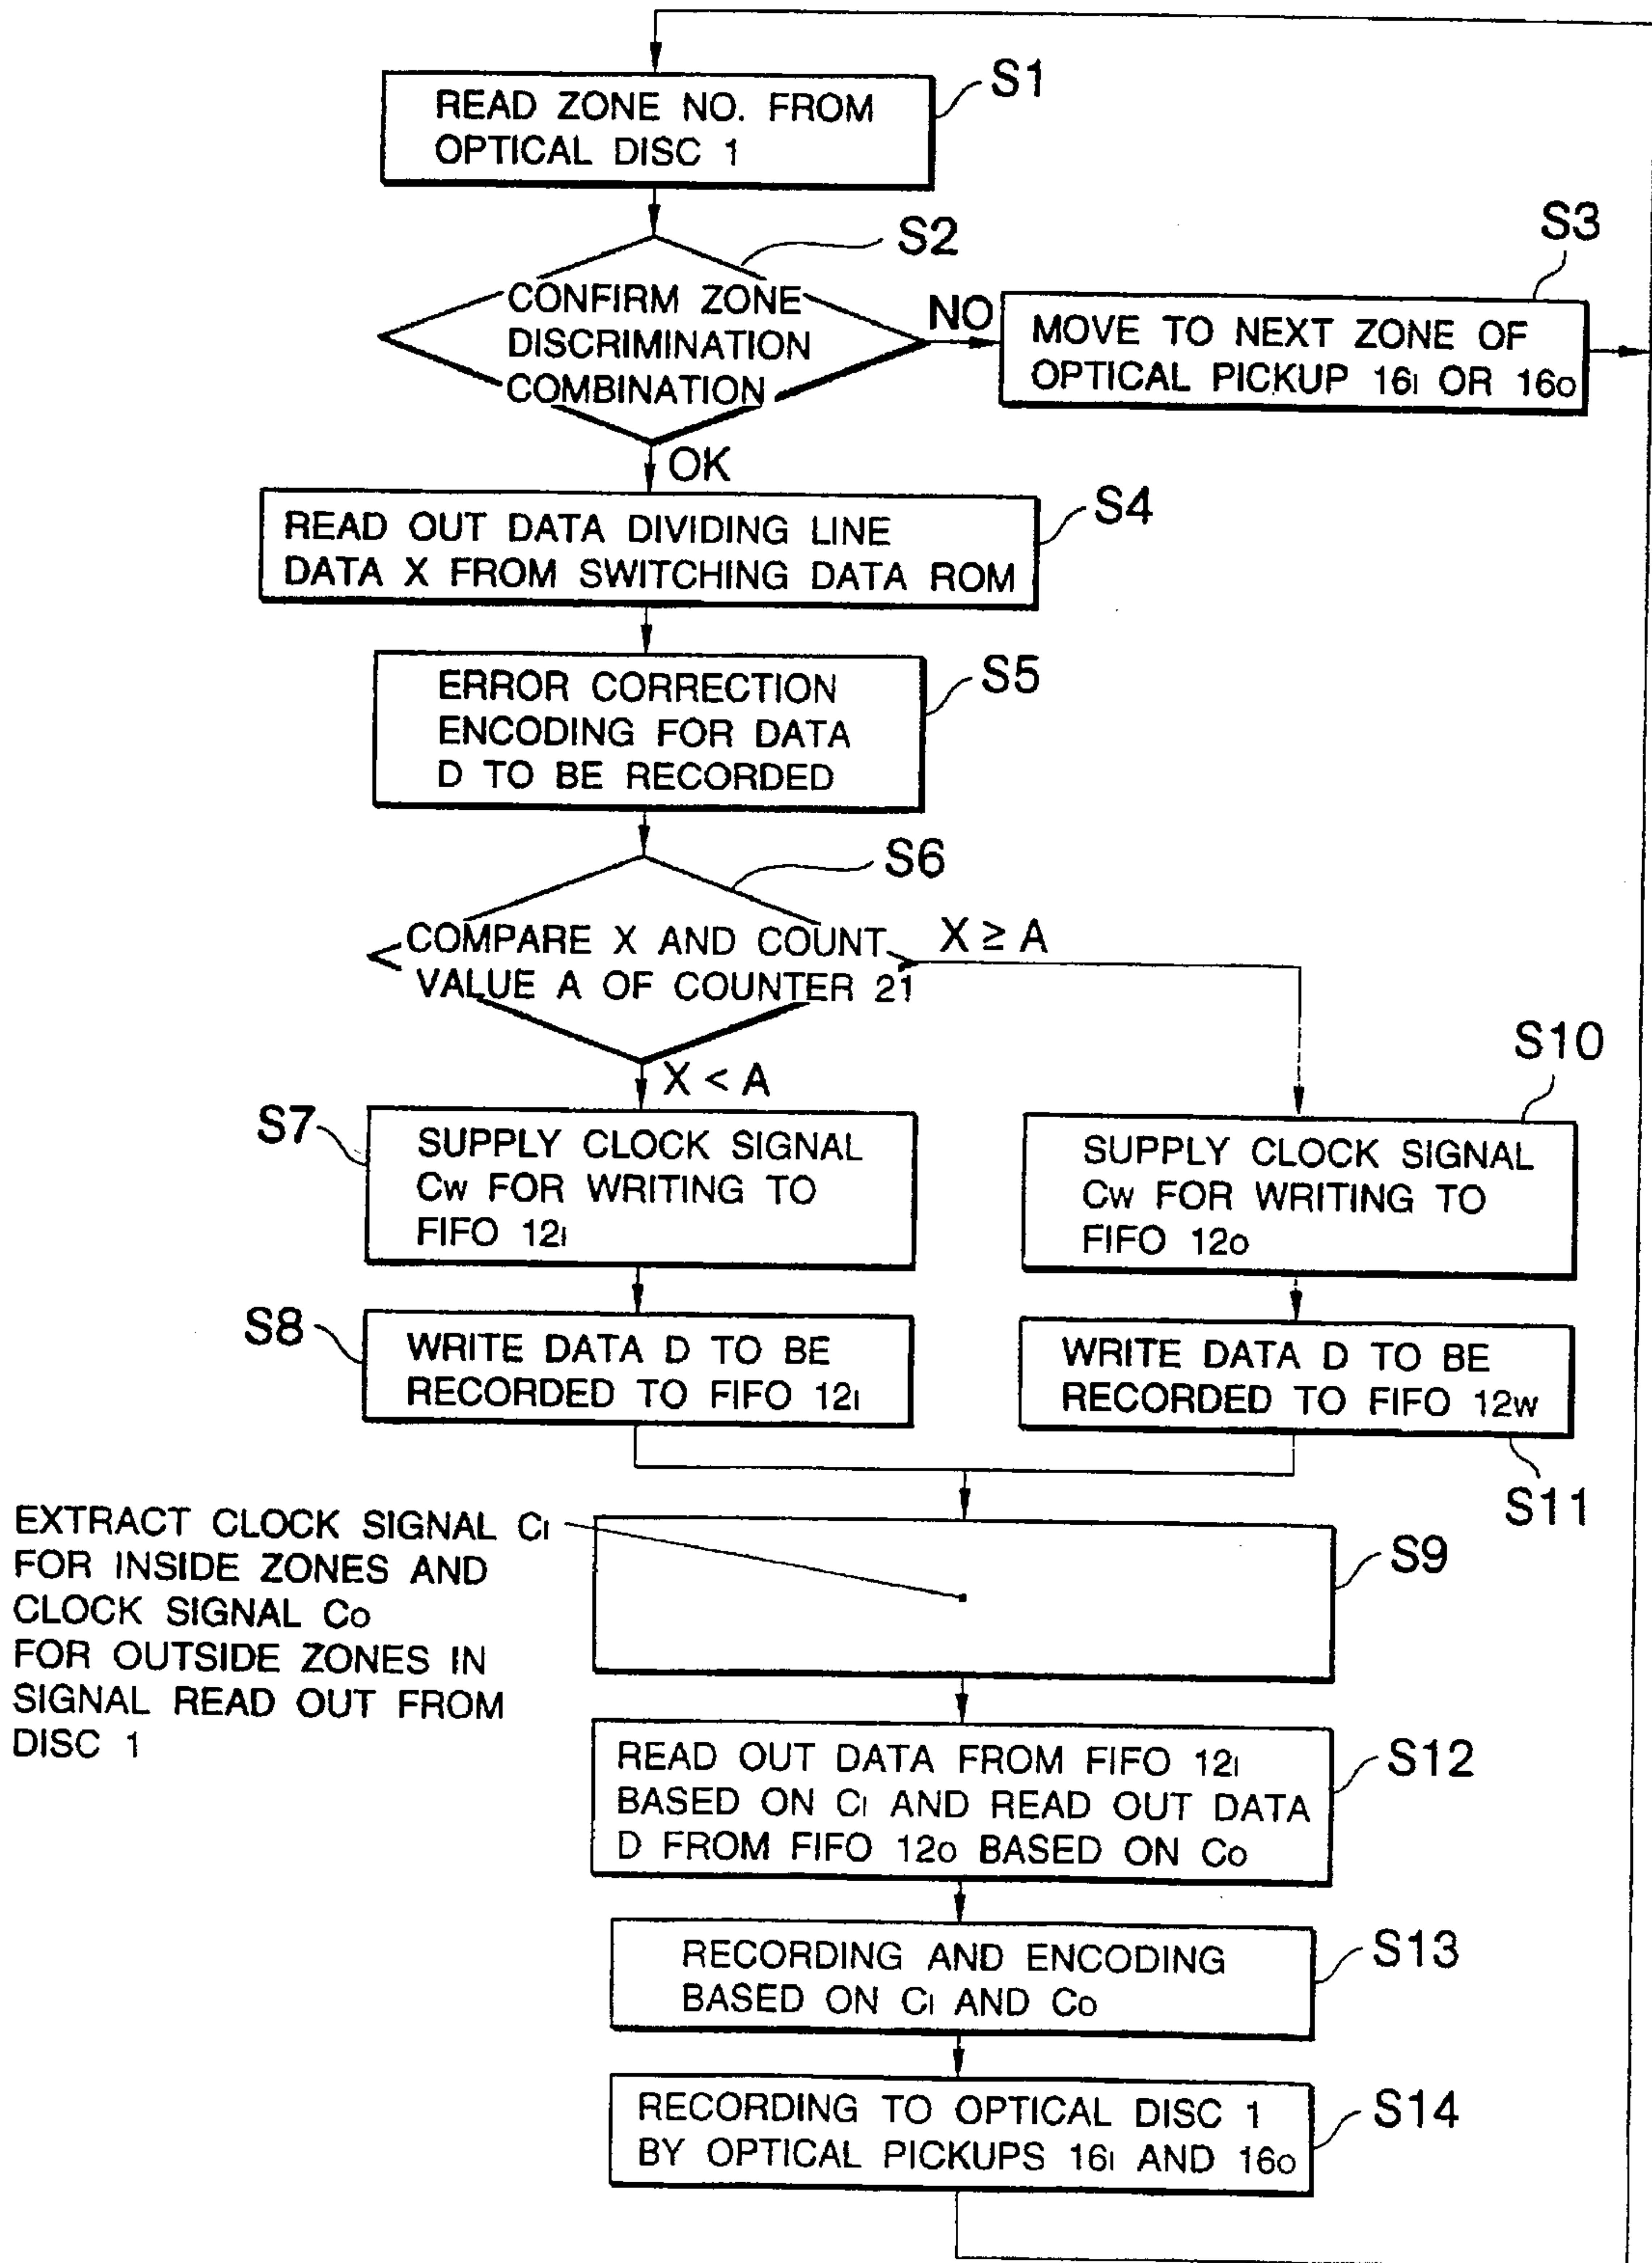 S1
READ ZONE NO. FROM
OPTICAL DISC 1
S2
CONFIRM ZONE
DISCRIMINATION
COMBINATION
NO
S3
MOVE TO NEXT ZONE OF
OPTICAL PICKUP 16I OR 16O
OK
S4
READ OUT DATA DIVIDING LINE
DATA X FROM SWITCHING DATA ROM
S5
ERROR CORRECTION
ENCODING FOR DATA
D TO BE RECORDED
S6
COMPARE X AND COUNT
VALUE A OF COUNTER 21
X ≥ A
X < A
S7
SUPPLY CLOCK SIGNAL
CW FOR WRITING TO
FIFO 12I
S10
SUPPLY CLOCK SIGNAL
CW FOR WRITING TO
FIFO 12O
S8
WRITE DATA D TO BE
RECORDED TO FIFO 12I
WRITE DATA D TO BE
RECORDED TO FIFO 12W
S11
EXTRACT CLOCK SIGNAL CI
FOR INSIDE ZONES AND
CLOCK SIGNAL CO
FOR OUTSIDE ZONES IN
SIGNAL READ OUT FROM
DISC 1
S9
S12
READ OUT DATA FROM FIFO 12I
BASED ON CI AND READ OUT DATA
D FROM FIFO 12O BASED ON CO
S13
RECORDING AND ENCODING
BASED ON CI AND CO
S14
RECORDING TO OPTICAL DISC 1
BY OPTICAL PICKUPS 16I AND 16O